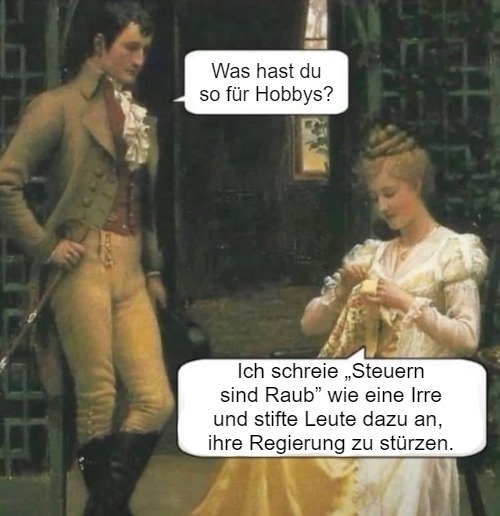 Was hast du
so für Hobbys?
Ich schreie „Steuern
sind Raub” wie eine Irre
und stifte Leute dazu an,
ihre Regierung zu stürzen.